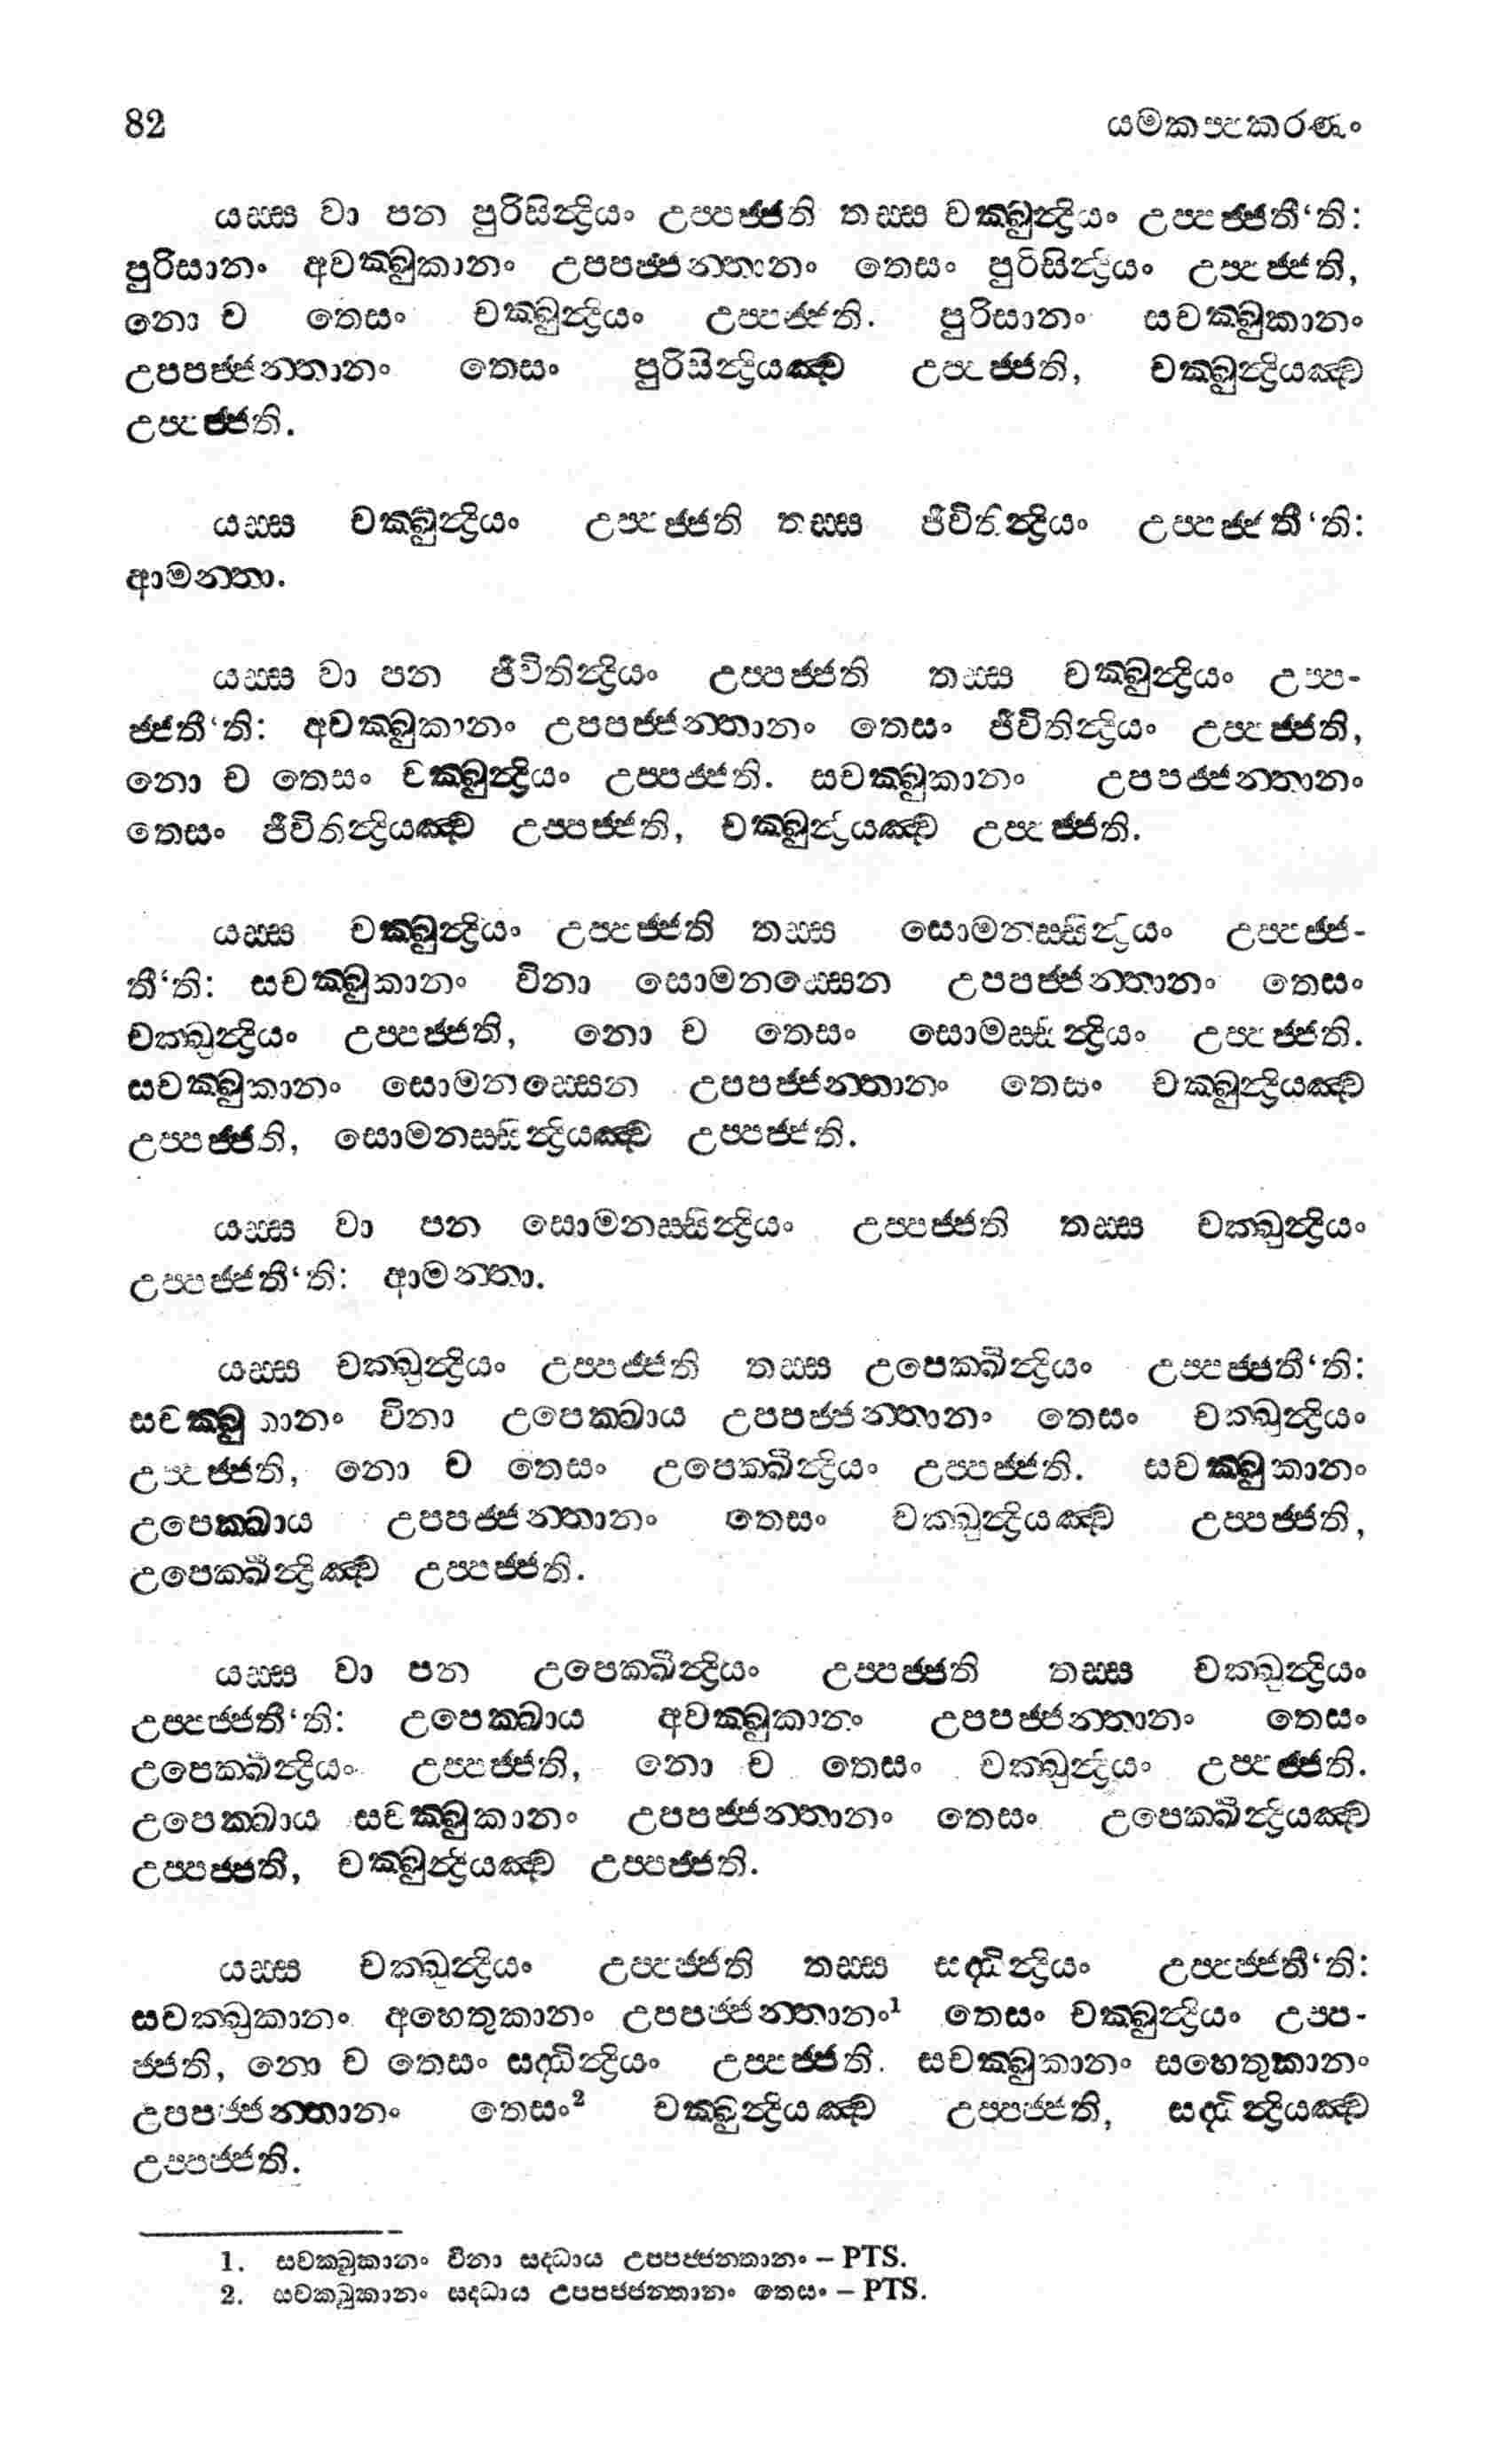 82 යමකප්පකරණං
යස්ස වා පන පුරිසින්ද්‍රියං උප්පජ්ජති තස්ස චක්ඛුන්ද්‍රියං උප්පජ්ජතී‘ති:
පුරිසානං අචක්ඛුකානං උපපජ්ජන්තානං තෙසං පුරිසින්ද්‍රියං උප්පජ්ජති,
නො ච තෙසං චක්ඛුන්ද්‍රියං උප්පජ්ජති. පුරිසානං සචක්ඛුකානං
උපපජ්ජන්තානං තෙසං පුරිසින්ද්‍රියඤ්ච උප්පජ්ජති, චක්ඛුන්ද්‍රියඤ්ච
උප්පජ්ජති.
යස්ස චක්ඛුන්ද්‍රියං උප්පජ්ජති තස්ස ජීවිතින්ද්‍රියං උප්පජ්ජතී‘ති:
ආමන්තා.
යස්ස වා පන ජීවිතින්ද්‍රියං උප්පජ්ජති තස්ස චක්ඛුන්ද්‍රියං උප්ප-
ජ්ජතී‘ති: අචක්ඛුකානං උපපජ්ජන්තානං තෙසං ජීවිතින්ද්‍රියං උප්පජ්ජති,
නො ච තෙසං චක්ඛුන්ද්‍රියං උප්පජ්ජති. සචක්ඛුකානං උපපජ්ජන්තානං
තෙසං ජීවිතින්ද්‍රියඤ්ච උප්පජ්ජති, චක්ඛුන්ද්‍රියඤ්ච උප්පජ්ජති.
යස්ස චක්ඛුන්ද්‍රියං උප්පජ්ජති තස්ස සොමනස්සින්ද්‍රියං උප්පජ්ජ-
තී‘ති: සචක්ඛුකානං විනා සොමනස්සෙන උපපජ්ජන්තානං තෙසං
චක්ඛුන්ද්‍රියං උප්පජ්ජති, නො ච තෙසං සොමස්සින්ද්‍රියං උප්පජ්ජති.
සචක්ඛුකානං සොමනස්සෙන උපපජ්ජන්තානං තෙසං චක්ඛුන්ද්‍රියඤ්ච
උප්පජ්ජති, සොමනස්සින්ද්‍රියඤ්ච උප්පජ්ජති.
යස්ස වා පන සොමනස්සින්ද්‍රියං උප්පජ්ජති තස්ස චක්ඛුන්ද්‍රියං
උප්පජ්ජතී‘ති: ආමන්තා.
යස්ස චක්ඛුන්ද්‍රියං උප්පජ්ජති තස්ස උපෙක්ඛින්ද්‍රියං උප්පජ්ජතී‘ති:
සචක්ඛුකානං විනා උපෙක්ඛාය උපපජ්ජන්තානං තෙසං චක්ඛුන්ද්‍රියං
උප්පජ්ජති, නො ච තෙසං උපෙක්ඛින්ද්‍රියං උප්පජ්ජති. සචක්ඛුකානං
උපෙක්ඛාය උපපජ්ජන්තානං තෙසං චක්ඛුන්ද්‍රියඤ්ච උප්පජ්ජති,
උපෙක්ඛින්ද්‍රිඤ්ච උප්පජ්ජති.
යස්ස වා පන උපෙක්ඛින්ද්‍රියං උප්පජ්ජති තස්ස චක්ඛුන්ද්‍රියං
උප්පජ්ජතී‘ති: උපෙක්ඛාය අචක්ඛුකානං උපපජ්ජන්තානං තෙසං
උපෙක්ඛින්ද්‍රියං උප්පජ්ජති, නො ච තෙසං චක්ඛුන්ද්‍රියං උප්පජ්ජති.
උපෙක්ඛාය සචක්ඛුකානං උපපජ්ජන්තානං තෙසං උපෙක්ඛින්ද්‍රියඤ්ච
උප්පජ්ජති, චක්ඛුන්ද්‍රියඤ්ච උප්පජ්ජති.
යස්ස චක්ඛුන්ද්‍රියං උප්පජ්ජති තස්ස සද්ධින්ද්‍රියං උප්පජ්ජතී‘ති:
සචක්ඛුකානං අහෙතුකානං උපපජ්ජන්තානං¹ තෙසං චක්ඛුන්ද්‍රියං උප්ප-
ජ්ජති, නො ච තෙසං සද්ධින්ද්‍රියං උප්පජ්ජති. සචක්ඛුකානං සහෙතුකානං
උපපජ්ජන්තානං තෙසං² චක්ඛුන්ද්‍රියඤ්ච උප්පජ්ජති, සද්ධින්ද්‍රියඤ්ච
උප්පජ්ජති.
1. සචක්ඛුකානං විනා සද්ධාය උපපජ්ජන්තානං – PTS.
2. සචක්ඛුකානං සද්ධාය උපපජ්ජන්තානං තෙසං – PTS.